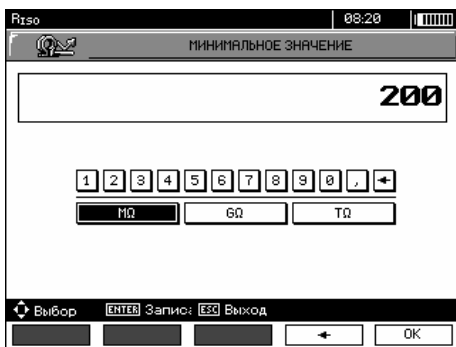 Riso 08:20
МИНИМАЛЬНОЕ ЗНАЧЕНИЕ
200
1 2 3 4 5 6 7 8 9 0 , ←
MΩ GΩ TΩ
Выбор ENTER Запись ESC Выход
← OK